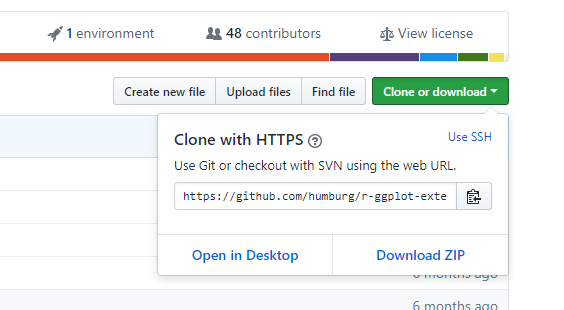 1 environment 48 contributors View license
Create new file Upload files Find file Clone or download
Clone with HTTPS Use SSH
Use Git or checkout with SVN using the web URL.
https://github.com/humburg/r-ggplot-exte
Open in Desktop Download ZIP
6 months ago
6 months ago